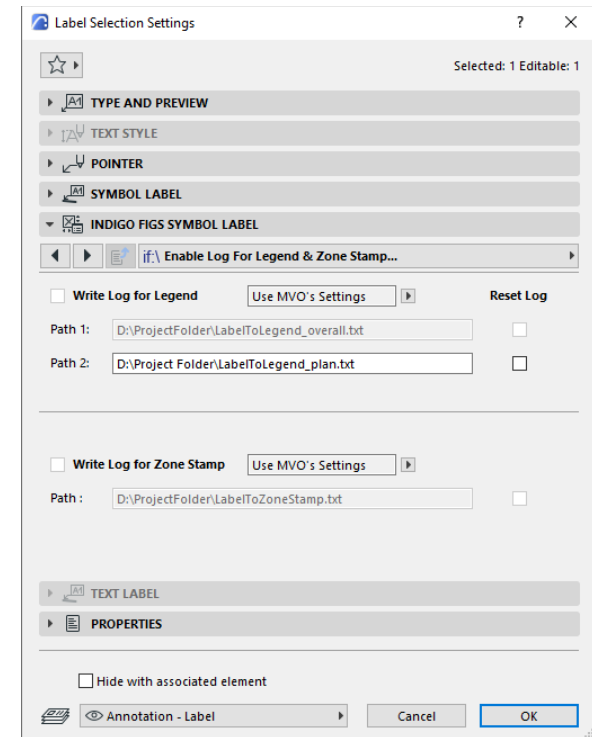 Label Selection Settings
Selected: 1 Editable: 1
TYPE AND PREVIEW
TEXT STYLE
POINTER
SYMBOL LABEL
INDIGO FIGS SYMBOL LABEL
if:\ Enable Log For Legend & Zone Stamp...
Write Log for Legend Use MVO's Settings Reset Log
Path 1: D:\ProjectFolder\LabelToLegend_overall.txt
Path 2: D:\Project Folder\LabelToLegend_plan.txt
Write Log for Zone Stamp Use MVO's Settings
Path : D:\ProjectFolder\LabelToZoneStamp.txt
TEXT LABEL
PROPERTIES
Hide with associated element
Annotation - Label Cancel OK